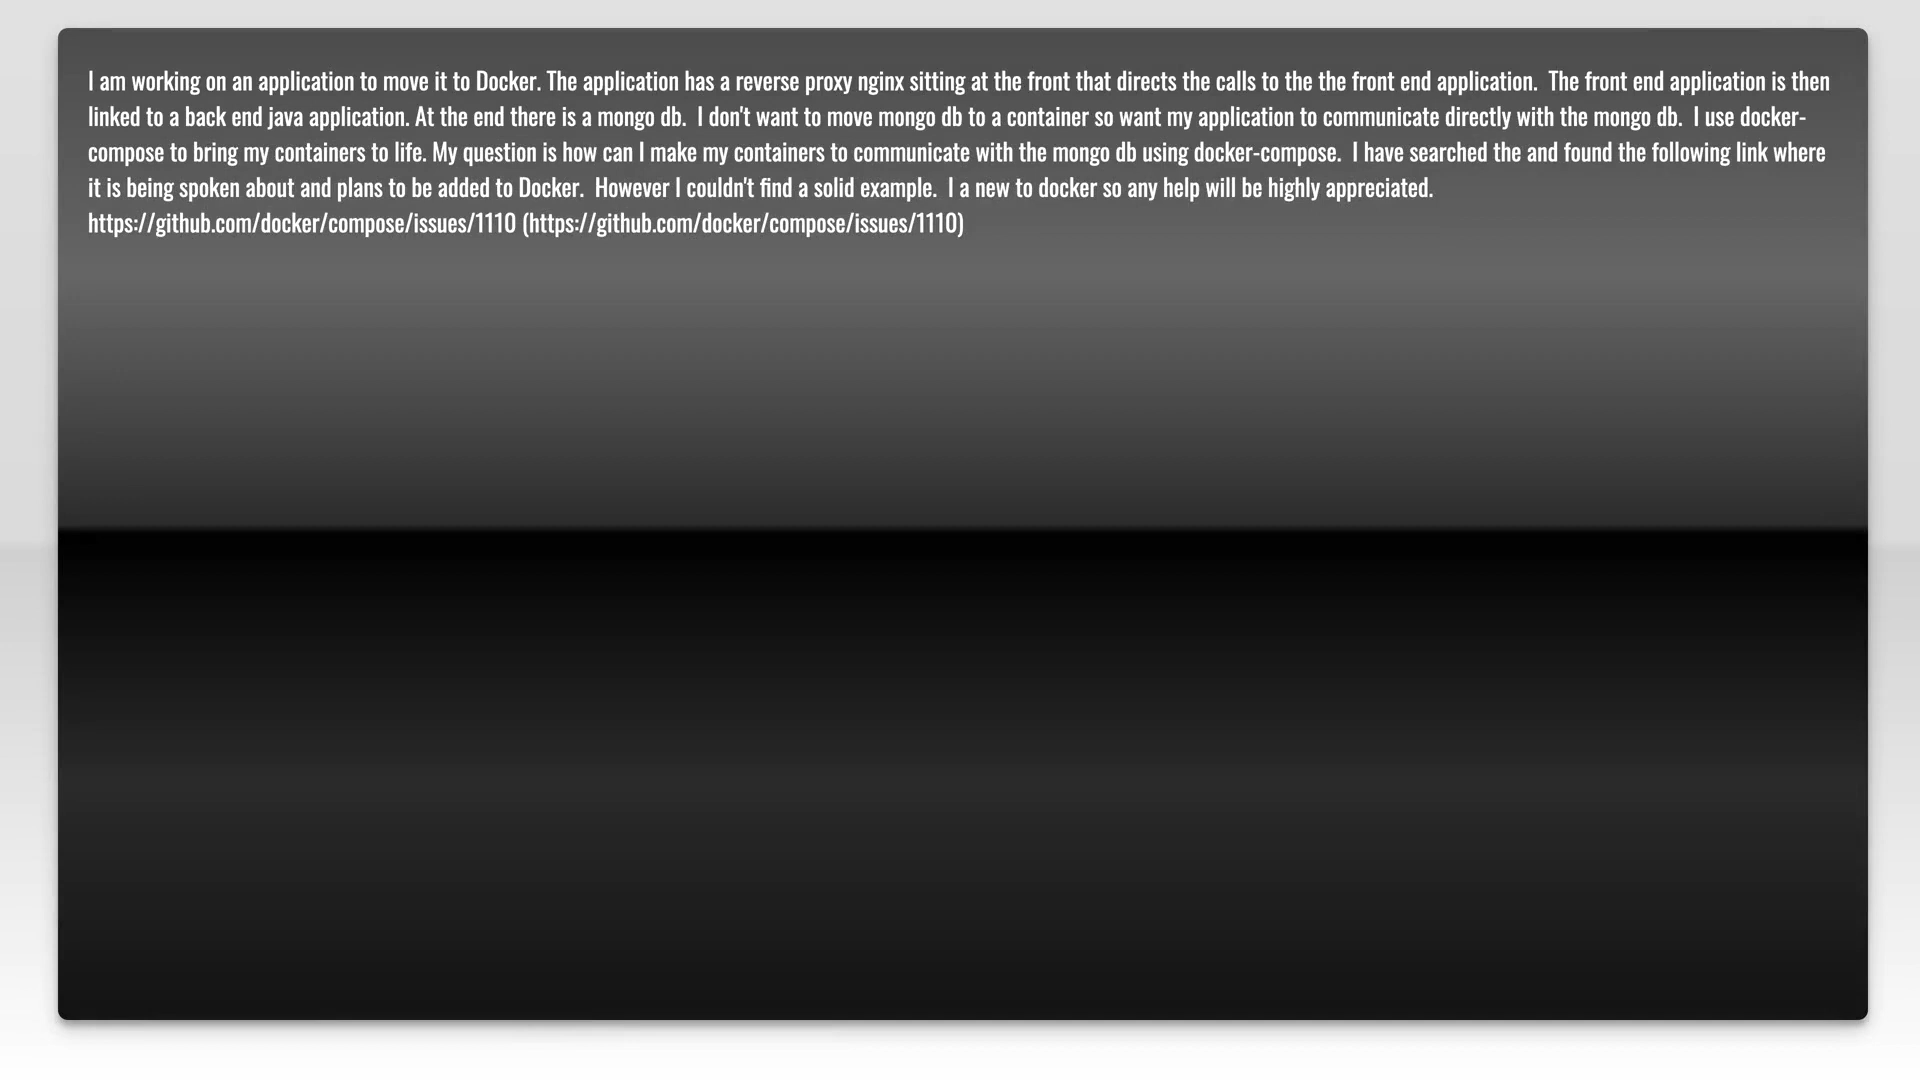 I am working on an application to move it to Docker. The application has a reverse proxy nginx sitting at the front that directs the calls to the the front end application.  The front end application is then
linked to a back end java application. At the end there is a mongo db.  I don't want to move mongo db to a container so want my application to communicate directly with the mongo db.  I use docker-
compose to bring my containers to life. My question is how can I make my containers to communicate with the mongo db using docker-compose.  I have searched the and found the following link where
it is being spoken about and plans to be added to Docker.  However I couldn't find a solid example.  I a new to docker so any help will be highly appreciated.
https://github.com/docker/compose/issues/1110 (https://github.com/docker/compose/issues/1110)